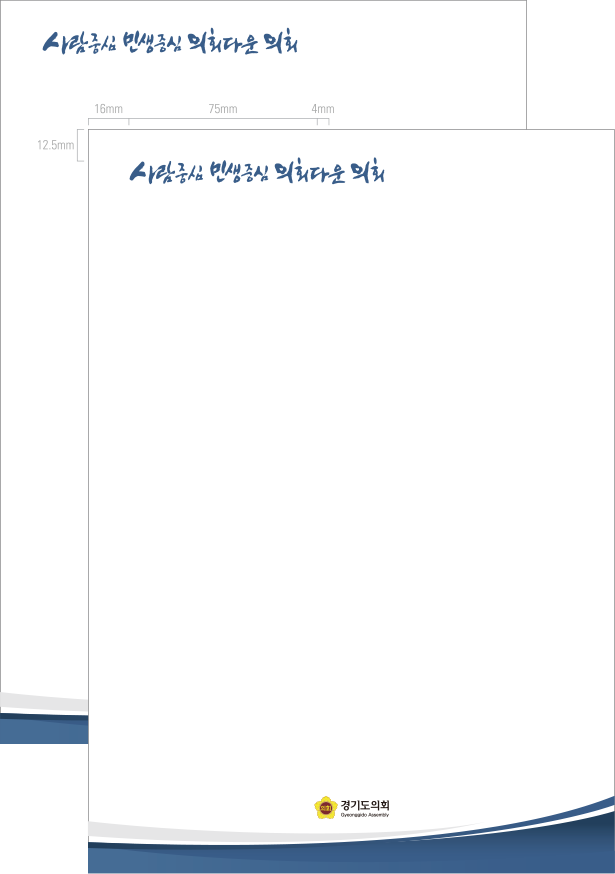 사람중심 민생중심 의회다운 의회
16mm 75mm 4mm
12.5mm
사람중심 민생중심 의회다운 의회
의회
경기도의회
Gyeonggido Assembly